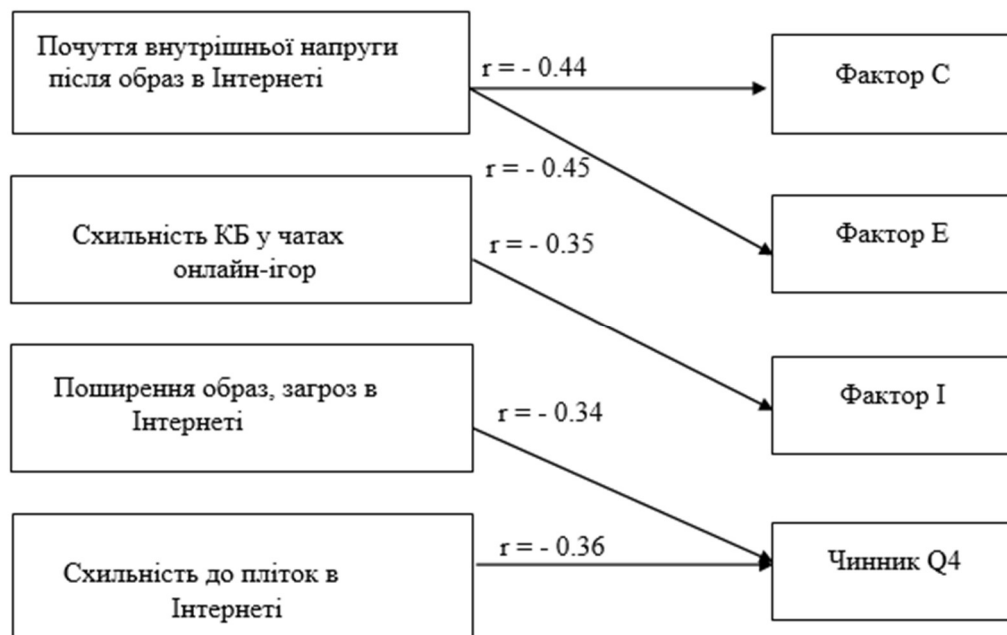 Почуття внутрішньої напруги
після образ в Інтернеті
r = - 0.44
Фактор C
r = - 0.45
Схильність КБ у чатах
онлайн-ігор
r = - 0.35
Фактор E
Поширення образ, загроз в
Інтернеті
r = - 0.34
Фактор I
Схильність до пліток в
Інтернеті
r = - 0.36
Чинник Q4